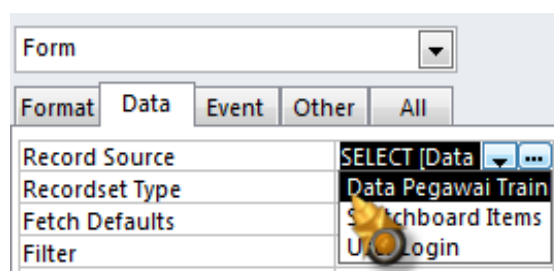 Form
Format Data Event Other All
Record Source SELECT [Data
Recordset Type Data Pegawai Train
Fetch Defaults Items
Filter Login